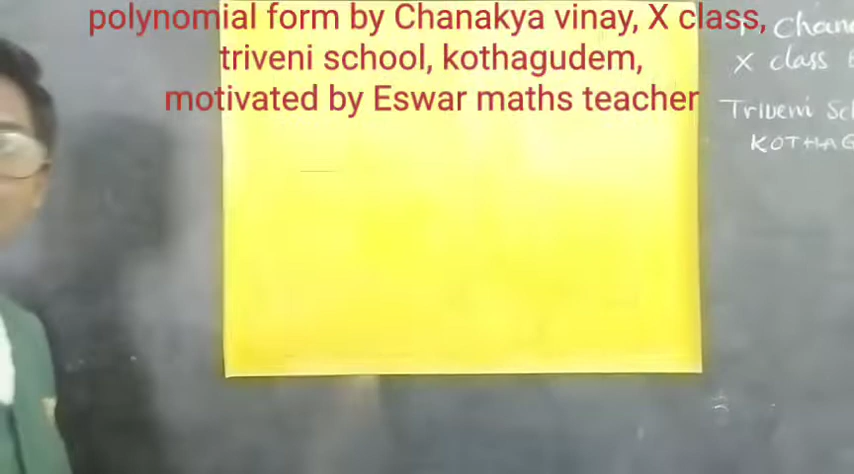 polynomial form by Chanakya vinay, X class,
triveni school, kothagudem,
motivated by Eswar maths teacher
X class
Triveni